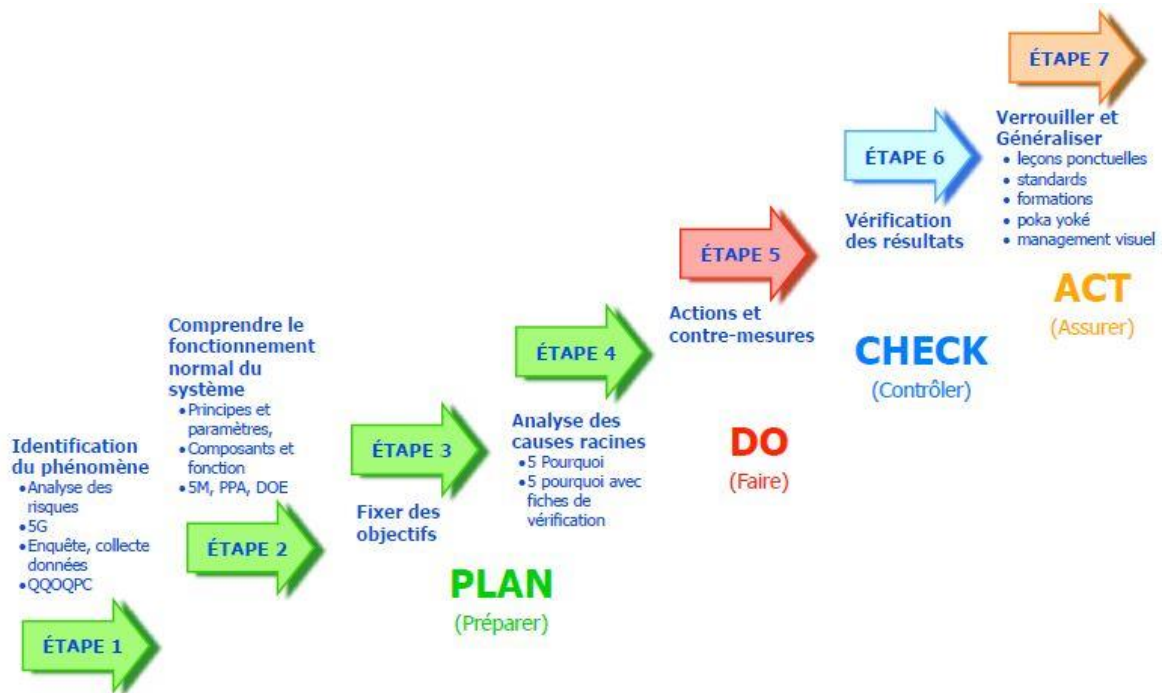 ÉTAPE 1
Identification
du phénomène
•Analyse des
risques
•5G
•Enquête, collecte
données
•QQOQPC
ÉTAPE 2
Comprendre le
fonctionnement
normal du
système
•Principes et
paramètres,
•Composants et
fonction
•5M, PPA, DOE
ÉTAPE 3
Fixer des
objectifs
ÉTAPE 4
Analyse des
causes racines
•5 Pourquoi
•5 pourquoi avec
fiches de
vérification
PLAN
(Préparer)
ÉTAPE 5
Actions et
contre-mesures
DO
(Faire)
ÉTAPE 6
Vérification
des résultats
CHECK
(Contrôler)
ÉTAPE 7
Verrouiller et
Généraliser
• leçons ponctuelles
• standards
• formations
• poka yoké
• management visuel
ACT
(Assurer)